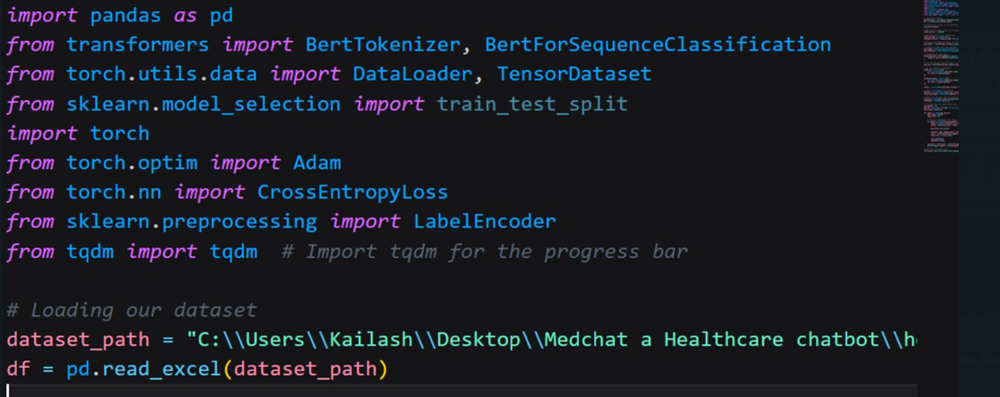 import pandas as pd
from transformers import BertTokenizer, BertForSequenceClassification
from torch.utils.data import DataLoader, TensorDataset
from sklearn.model_selection import train_test_split
import torch
from torch.optim import Adam
from torch.nn import CrossEntropyLoss
from sklearn.preprocessing import LabelEncoder
from tqdm import tqdm  # Import tqdm for the progress bar
# Loading our dataset
dataset_path = "C:\\Users\\Kailash\\Desktop\\Medchat a Healthcare chatbot\\
df = pd.read_excel(dataset_path)